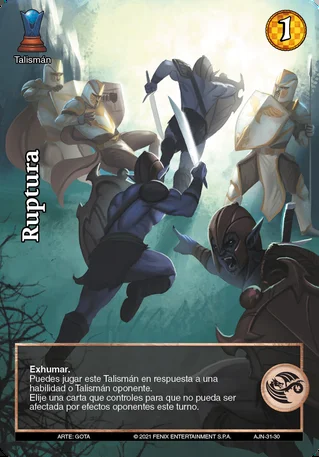 1
Talismán
Ruptura
Exhumar.
Puedes jugar este Talismán en respuesta a una
habilidad o Talismán oponente.
Elije una carta que controles para que no pueda ser
afectada por efectos oponentes este turno.
ARTE: GOTA © 2021 FENIX ENTERTAINMENT S.P.A. AJN-31-30